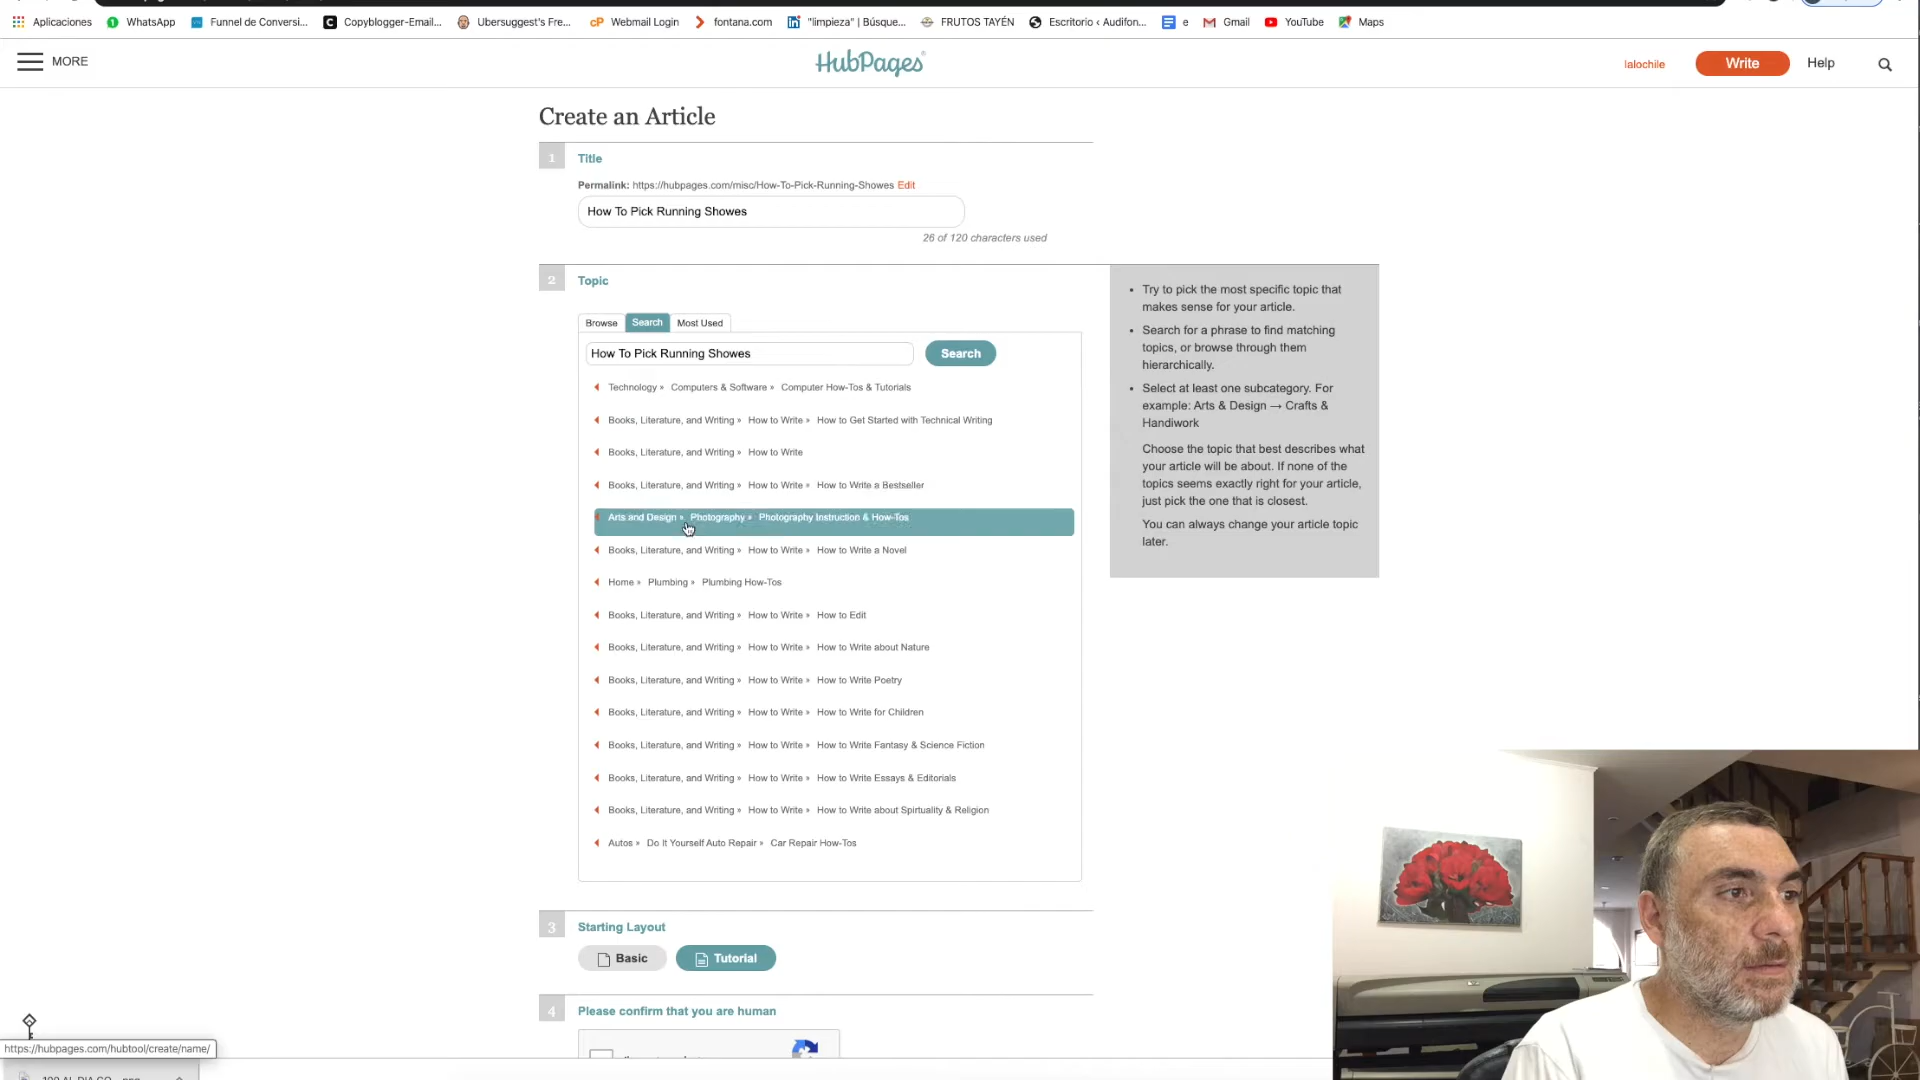 Aplicaciones WhatsApp Funnel de Conversi... Copyblogger-Email... Ubersuggest's Fre... cP Webmail Login fontana.com "limpieza" | Búsque... FRUTOS TAYÉN Escritorio ‹ Audifon... e Gmail YouTube Maps
MORE HubPages lalochile Write Help
Create an Article
1 Title
Permalink: https://hubpages.com/misc/How-To-Pick-Running-Showes Edit
How To Pick Running Showes
26 of 120 characters used
2 Topic
Browse Search Most Used
How To Pick Running Showes Search
Technology » Computers & Software » Computer How-Tos & Tutorials
Books, Literature, and Writing » How to Write » How to Get Started with Technical Writing
Books, Literature, and Writing » How to Write
Books, Literature, and Writing » How to Write » How to Write a Bestseller
Arts and Design » Photography » Photography Instruction & How-Tos
Books, Literature, and Writing » How to Write » How to Write a Novel
Home » Plumbing » Plumbing How-Tos
Books, Literature, and Writing » How to Write » How to Edit
Books, Literature, and Writing » How to Write » How to Write about Nature
Books, Literature, and Writing » How to Write » How to Write Poetry
Books, Literature, and Writing » How to Write » How to Write for Children
Books, Literature, and Writing » How to Write » How to Write Fantasy & Science Fiction
Books, Literature, and Writing » How to Write » How to Write Essays & Editorials
Books, Literature, and Writing » How to Write » How to Write about Spirtuality & Religion
Autos » Do It Yourself Auto Repair » Car Repair How-Tos
• Try to pick the most specific topic that
makes sense for your article.
• Search for a phrase to find matching
topics, or browse through them
hierarchically.
• Select at least one subcategory. For
example: Arts & Design → Crafts &
Handiwork
Choose the topic that best describes what
your article will be about. If none of the
topics seems exactly right for your article,
just pick the one that is closest.
You can always change your article topic
later.
3 Starting Layout
Basic Tutorial
4 Please confirm that you are human
https://hubpages.com/hubtool/create/name/